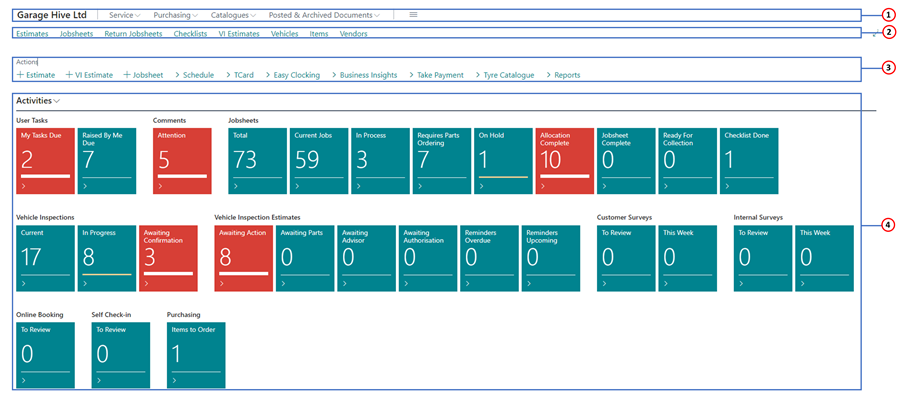 Garage Hive Ltd Service Purchasing Catalogues Posted & Archived Documents 1
Estimates Jobsheets Return Jobsheets Checklists VI Estimates Vehicles Items Vendors 2
Actions
+ Estimate + VI Estimate + Jobsheet > Schedule > TCard > Easy Clocking > Business Insights > Take Payment > Tyre Catalogue > Reports 3
Activities
User Tasks Comments Jobsheets
My Tasks Due
2
Raised By Me
Due
7
Attention
5
Total
73
Current Jobs
59
In Process
3
Requires Parts
Ordering
7
On Hold
1
Allocation
Complete
10
Jobsheet
Complete
0
Ready For
Collection
0
Checklist Done
1
Vehicle Inspections Vehicle Inspection Estimates Customer Surveys Internal Surveys
Current
17
In Progress
8
Awaiting
Confirmation
3
Awaiting Action
8
Awaiting Parts
0
Awaiting
Advisor
0
Awaiting
Authorisation
0
Reminders
Overdue
0
Reminders
Upcoming
0
To Review
0
This Week
0
To Review
0
This Week
0
4
Online Booking Self Check-in Purchasing
To Review
0
To Review
0
Items to Order
1